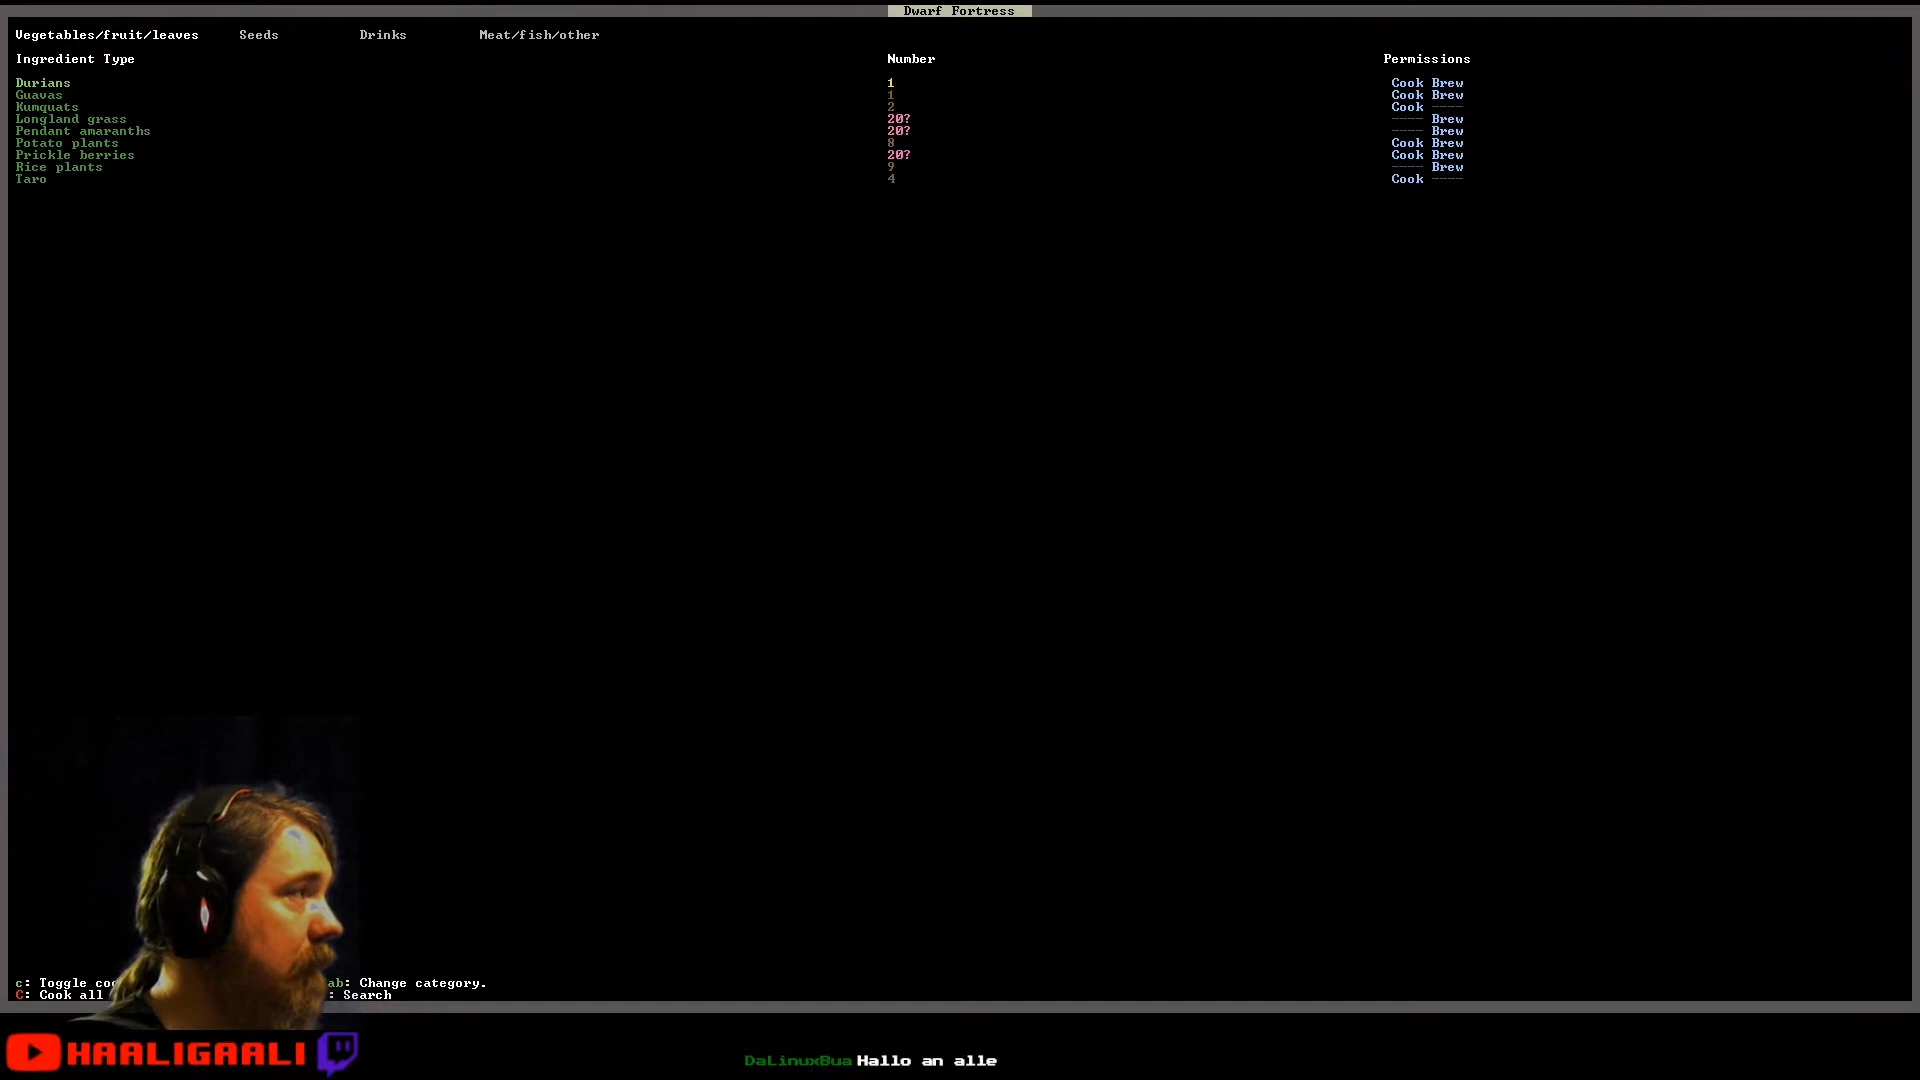 Dwarf Fortress
Vegetables/fruit/leaves Seeds Drinks Meat/fish/other
Ingredient Type Number Permissions
Durians 1 Cook Brew
Guavas 1 Cook Brew
Kumquats 2 Cook ----
Longland grass 20? ---- Brew
Pendant amaranths 20? ---- Brew
Potato plants 8 Cook Brew
Prickle berries 20? Cook Brew
Rice plants 9 ---- Brew
Taro 4 Cook ----
c: Toggle ab: Change category.
C: Cook all : Search
HAALIGAALI
DaLinuxBua Hallo an alle